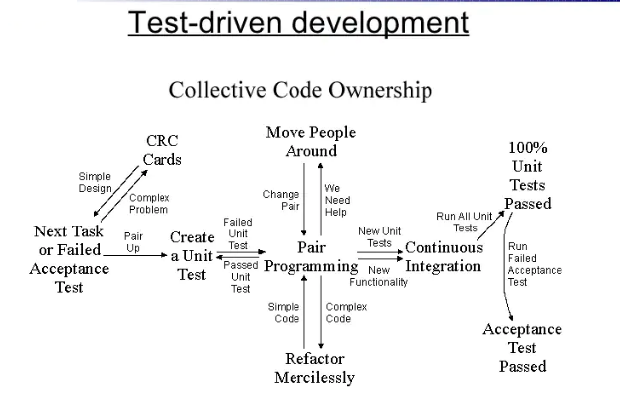 Test-driven development
Collective Code Ownership
CRC
Cards
Simple
Design
Complex
Problem
Next Task
or Failed
Acceptance
Test
Pair
Up
Create
a Unit
Test
Failed
Unit
Test
Passed
Unit
Test
Move People
Around
Change
Pair
We
Need
Help
Pair
Programming
Simple
Code
Complex
Code
Refactor
Mercilessly
New Unit
Tests
New
Functionality
Continuous
Integration
Run All Unit
Tests
100%
Unit
Tests
Passed
Run
Failed
Acceptance
Test
Acceptance
Test
Passed